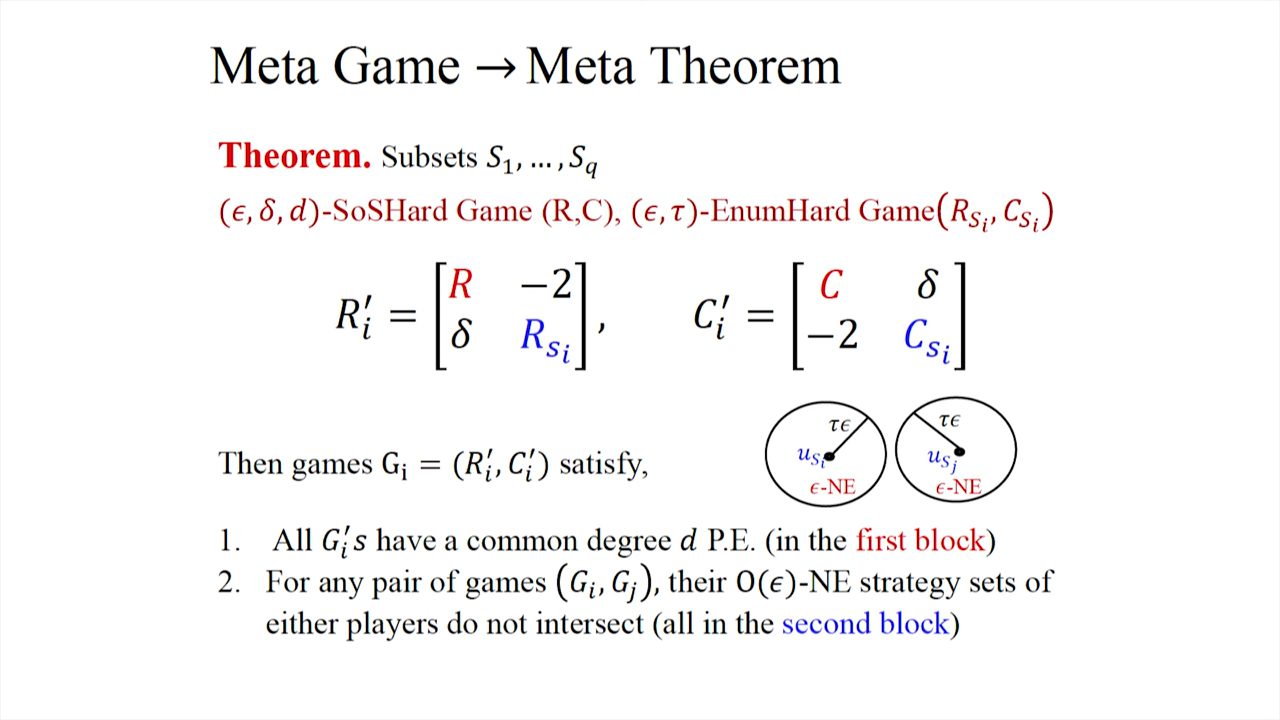 Meta Game → Meta Theorem
Theorem. Subsets S₁, … , S_q
(ϵ, δ, d)-SoSHard Game (R,C), (ϵ, τ)-EnumHard Game(R_{S_i}, C_{S_i})
R′_i = [R −2; δ R_{S_i}], C′_i = [C δ; −2 C_{S_i}]
τϵ τϵ
u_{S_i} u_{S_j}
ϵ-NE ϵ-NE
Then games G_i = (R′_i, C′_i) satisfy,
1. All G′_i s have a common degree d P.E. (in the first block)
2. For any pair of games (G_i, G_j), their O(ϵ)-NE strategy sets of
either players do not intersect (all in the second block)